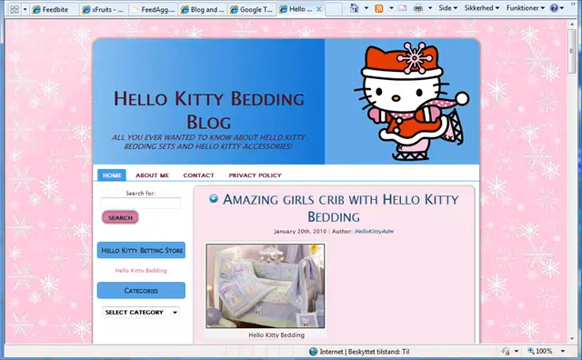 Feedbite
xFruits - ...
FeedAgg...
Blog and ...
Google T...
Hello ...
Side
Sikkerhed
Funktioner
HELLO KITTY BEDDING
BLOG
ALL YOU EVER WANTED TO KNOW ABOUT HELLO KITTY
BEDDING SETS AND HELLO KITTY ACCESSORIES!
HOME
ABOUT ME
CONTACT
PRIVACY POLICY
Search for:
SEARCH
HELLO KITTY BETTING STORE
Hello Kitty Bedding
CATEGORIES
SELECT CATEGORY
AMAZING GIRLS CRIB WITH HELLO KITTY
BEDDING
January 20th, 2010 | Author: HelloKittyAdm
Hello Kitty Bedding
Internet | Beskyttet tilstand: Til
100%